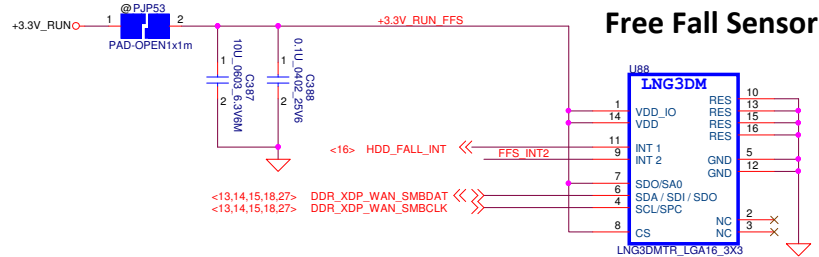 Free Fall Sensor
@PJP53
+3.3V_RUN
1
2
PAD-OPEN1x1m
+3.3V_RUN_FFS
1
2
10U_0603_6.3V6M
C387
1
2
0.1U_0402_25V6
C388
U88
LNG3DM
1
VDD_IO
14
VDD
11
INT 1
9
INT 2
7
SDO/SA0
6
SDA / SDI / SDO
4
SCL/SPC
8
CS
RES
10
RES
13
RES
15
RES
16
GND
5
GND
12
NC
2
NC
3
LNG3DMTR_LGA16_3X3
<16> HDD_FALL_INT
FFS_INT2
<13,14,15,18,27> DDR_XDP_WAN_SMBDAT
<13,14,15,18,27> DDR_XDP_WAN_SMBCLK